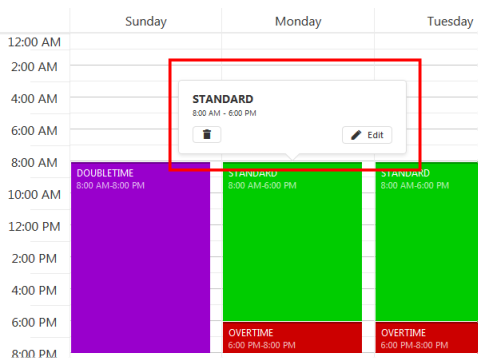 Sunday Monday Tuesday
12:00 AM
2:00 AM
4:00 AM
6:00 AM
8:00 AM
10:00 AM
12:00 PM
2:00 PM
4:00 PM
6:00 PM
8:00 PM
STANDARD
8:00 AM - 6:00 PM
Edit
DOUBLETIME
8:00 AM-8:00 PM
STANDARD
8:00 AM-6:00 PM
OVERTIME
6:00 PM-8:00 PM
STANDARD
8:00 AM-6:00 PM
OVERTIME
6:00 PM-8:00 PM